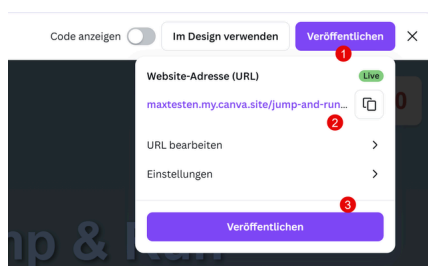 Code anzeigen Im Design verwenden Veröffentlichen
1
Website-Adresse (URL) Live
maxtesten.my.canva.site/jump-and-run...
2
URL bearbeiten
Einstellungen
3
Veröffentlichen